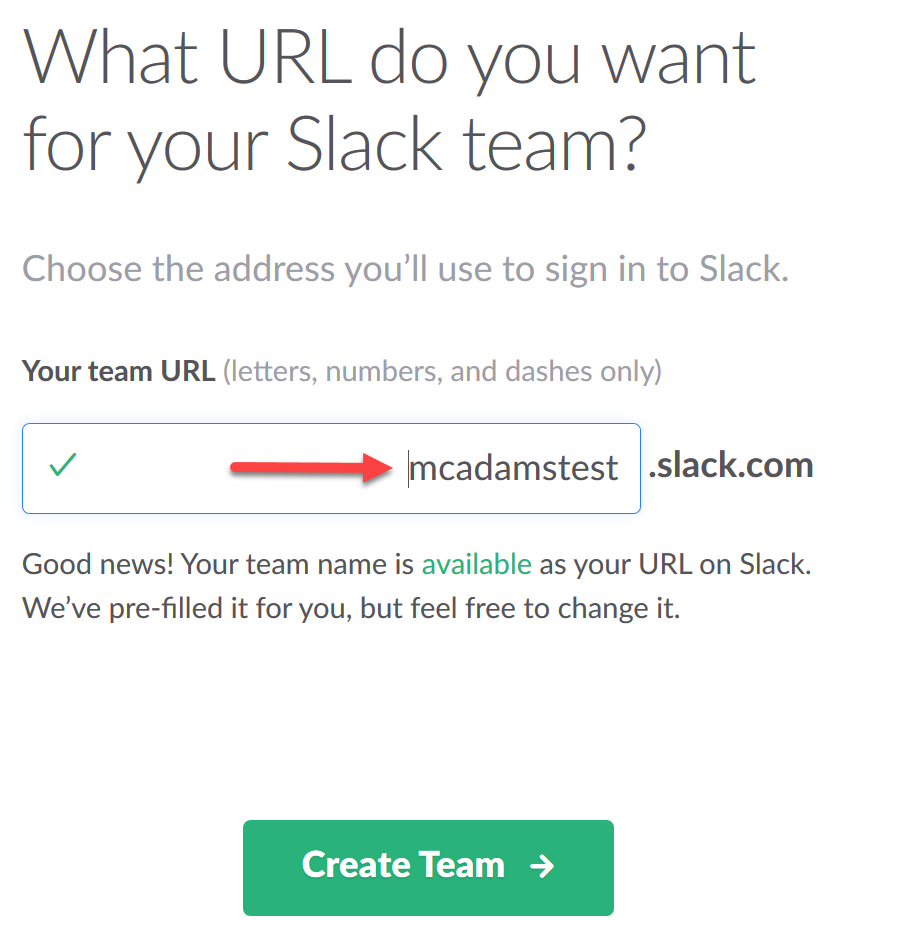 What URL do you want
for your Slack team?
Choose the address you’ll use to sign in to Slack.
Your team URL (letters, numbers, and dashes only)
mcadamstest .slack.com
Good news! Your team name is available as your URL on Slack.
We’ve pre-filled it for you, but feel free to change it.
Create Team